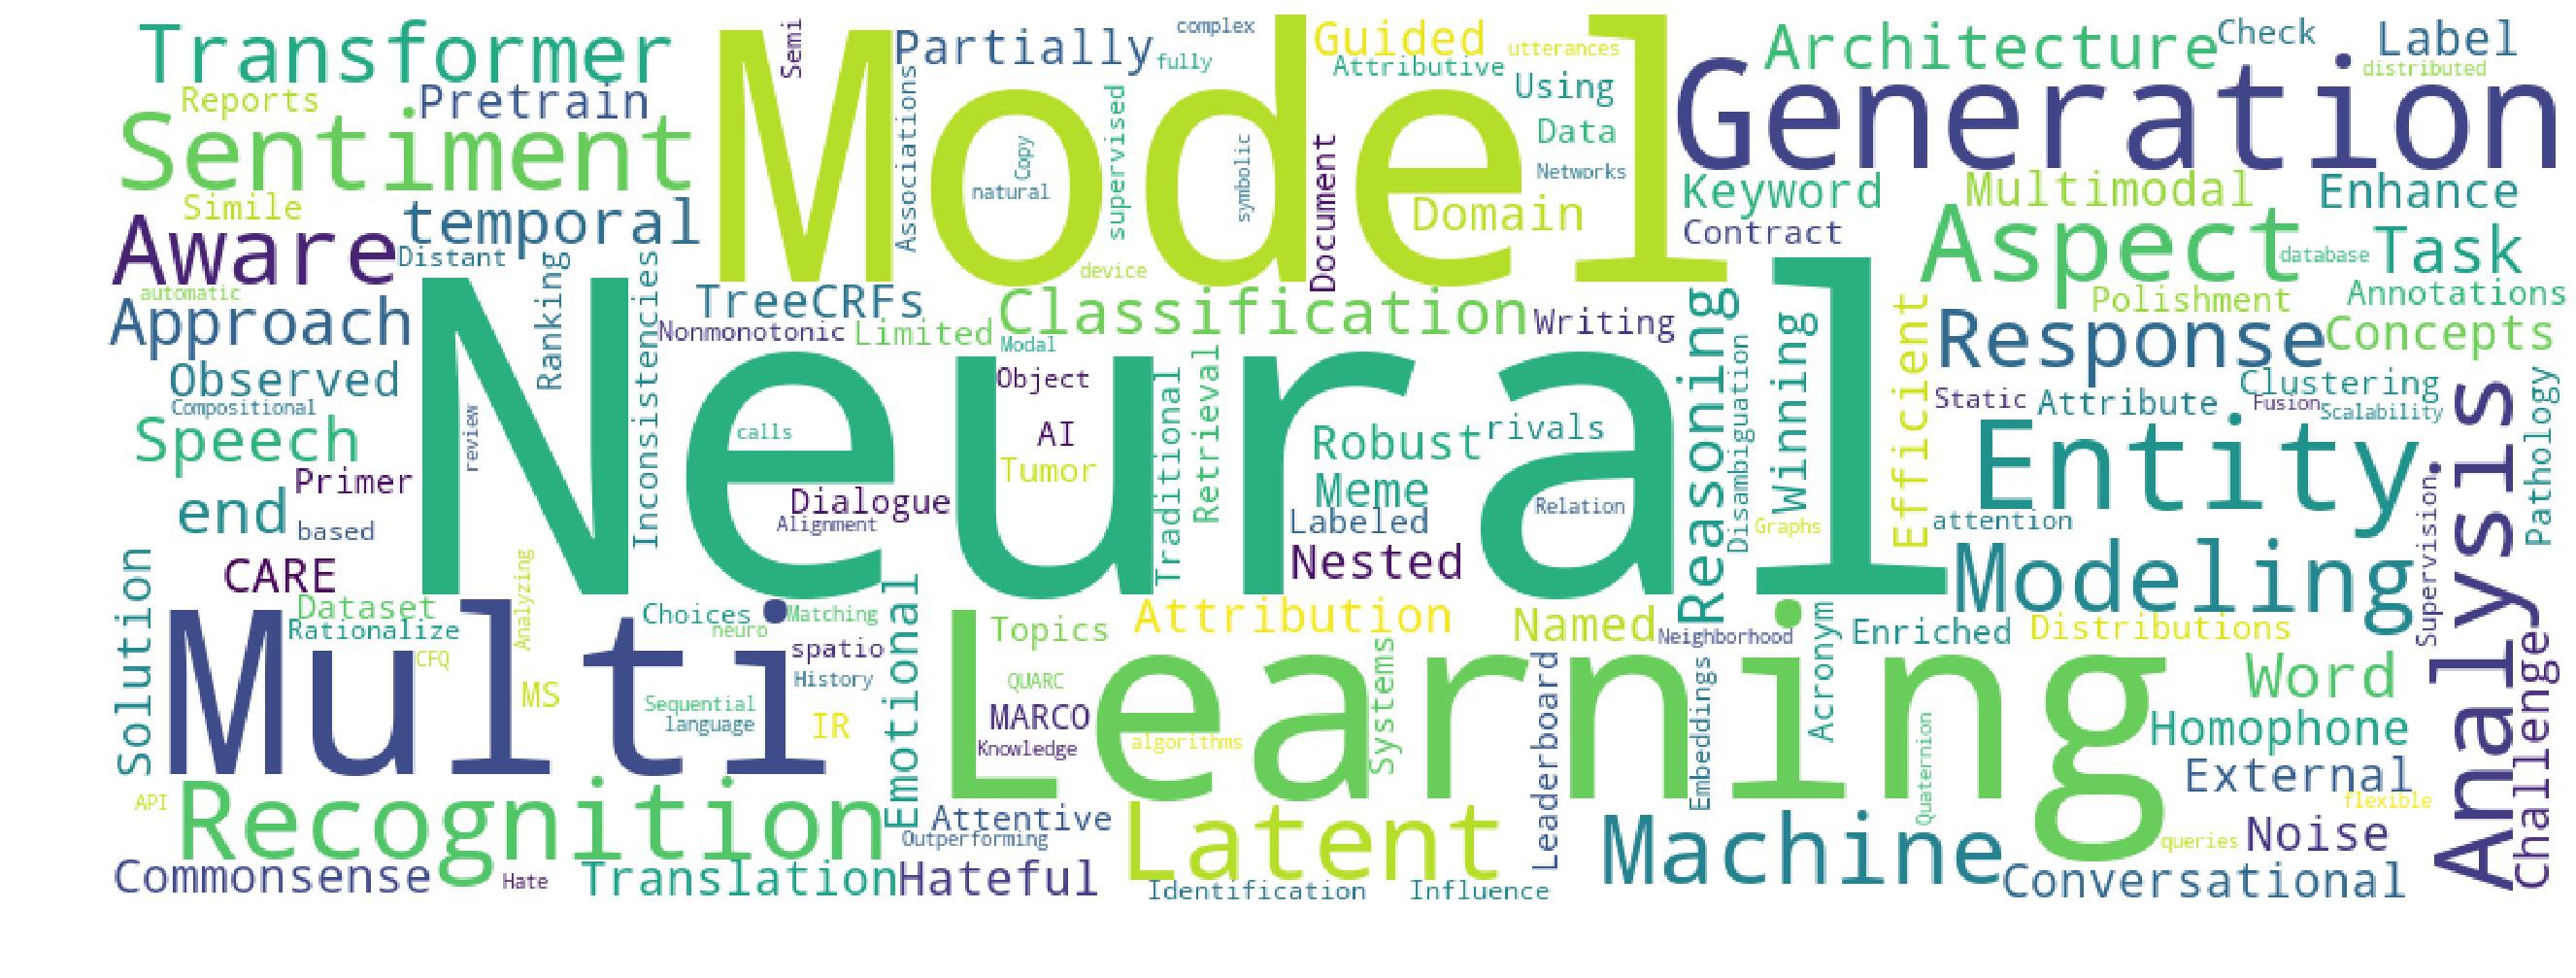 Transformer
Model
Semi
Partially
complex
fully
Guided
utterances
Attributive
Architecture
Check
Label
distributed
Reports
Pretrain
Associations
supervised
Using
Generation
Sentiment
Copy
natural
symbolic
Document
Data
Networks
Simile
temporal
Domain
Keyword
Multimodal
Enhance
Aware
Distant
device
Contract
Aspect
database
Task
automatic
Approach
Ranking
Inconsistencies
TreeCRFs
Nonmonotonic
Limited
Classification
Writing
Reasoning
Winning
Efficient
Polishment
Annotations
Response
Concepts
Neural
Modal
Observed
Compositional
Object
Retrieval
Traditional
Disambiguation
Static
Attribute
Clustering
Fusion
Scalability
Analysis
Pathology
Speech
review
calls
AI
Tumor
Robust
rivals
Entity
Primer
Dialogue
Alignment
Meme
Labeled
Relation
Graphs
attention
end
based
Nested
Modeling
Supervision
Solution
CARE
Analyzing
Emotional
Dataset
Rationalize
Choices
neuro
Matching
Multi
Topics
Attribution
Named
Neighborhood
Acronym
Enriched
Distributions
CFQ
spatio
History
Systems
Leaderboard
Embeddings
Challenge
MS
Sequential
language
IR
QUARC
MARCO
Knowledge
algorithms
Learning
Quaternion
Word
Homophone
External
API
Recognition
Attentive
Outperforming
Latent
Machine
flexible
queries
Noise
Commonsense
Hate
Translation
Hateful
Identification
Influence
Conversational